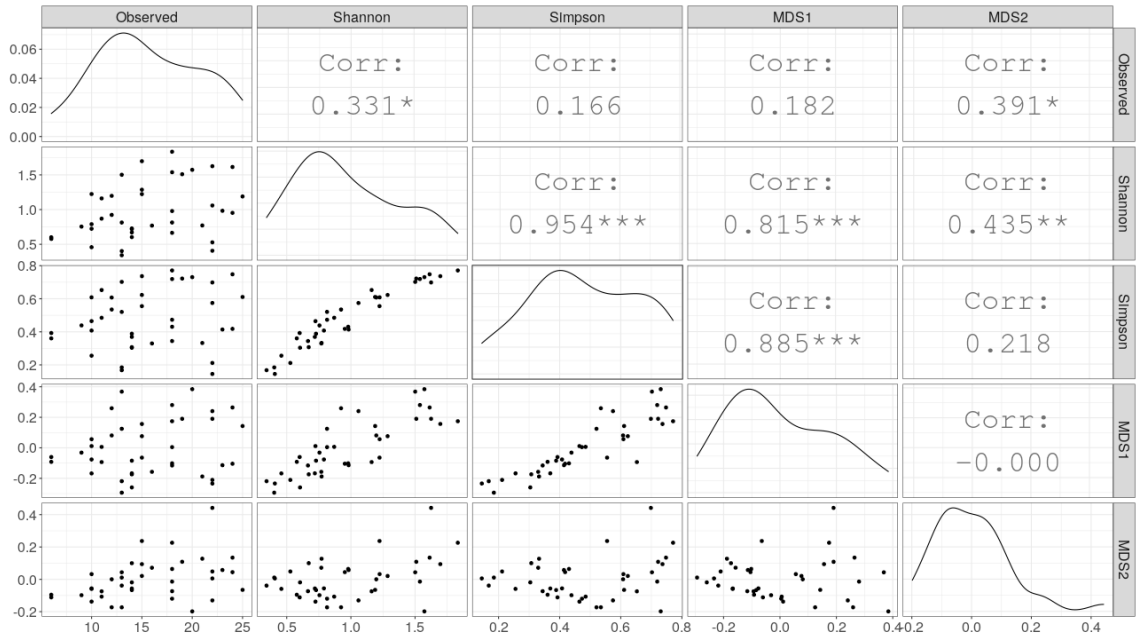 Observed Shannon Simpson MDS1 MDS2
0.06
0.04
0.02
0.00
Corr:
0.331*
Corr:
0.166
Corr:
0.182
Corr:
0.391*
Observed
1.5
1.0
0.5
Corr:
0.954***
Corr:
0.815***
Corr:
0.435**
Shannon
0.8
0.6
0.4
0.2
Corr:
0.885***
Corr:
0.218
Simpson
0.4
0.2
0.0
-0.2
Corr:
-0.000
MDS1
0.4
0.2
0.0
-0.2
MDS2
10 15 20 25 0.5 1.0 1.5 0.2 0.4 0.6 0.8 -0.2 0.0 0.2 0.4 -0.2 0.0 0.2 0.4